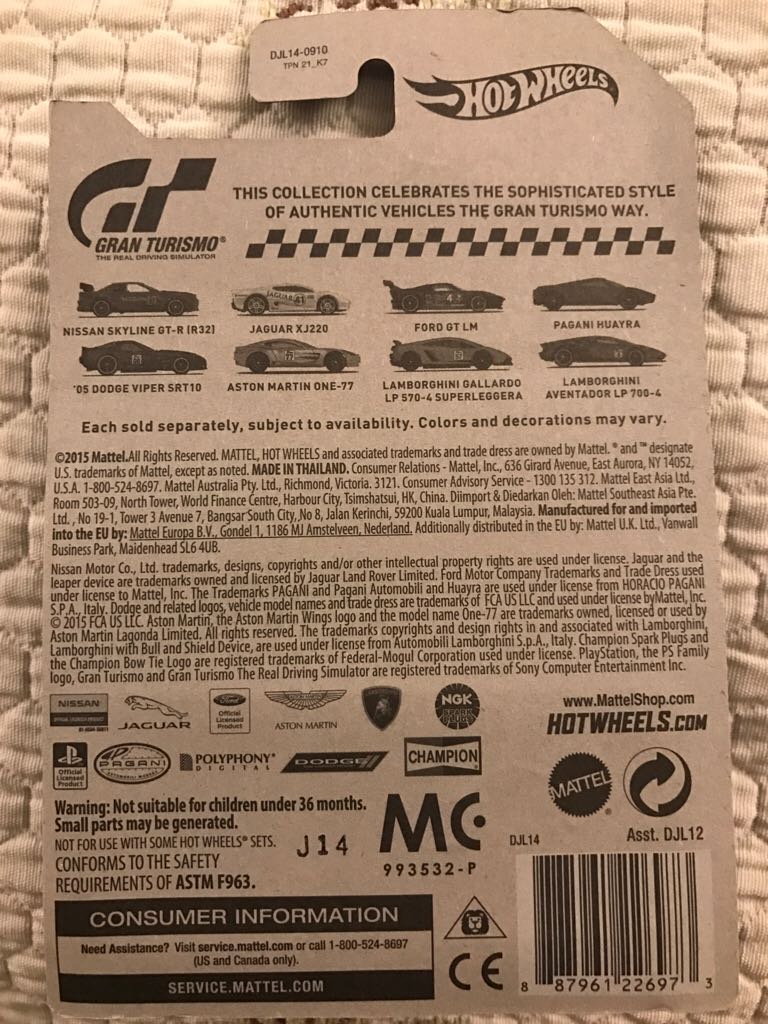 DJL14-0910
TPN 21_K7
HOT WHEELS
GT
GRAN TURISMO®
THE REAL DRIVING SIMULATOR
THIS COLLECTION CELEBRATES THE SOPHISTICATED STYLE
OF AUTHENTIC VEHICLES THE GRAN TURISMO WAY.
NISSAN SKYLINE GT-R (R32)
JAGUAR XJ220
FORD GT LM
PAGANI HUAYRA
'05 DODGE VIPER SRT10
ASTON MARTIN ONE-77
LAMBORGHINI GALLARDO
LP 570-4 SUPERLEGGERA
LAMBORGHINI
AVENTADOR LP 700-4
Each sold separately, subject to availability. Colors and decorations may vary.
©2015 Mattel.All Rights Reserved. MATTEL, HOT WHEELS and associated trademarks and trade dress are owned by Mattel. ® and ™ designate
U.S. trademarks of Mattel, except as noted. MADE IN THAILAND. Consumer Relations - Mattel, Inc., 636 Girard Avenue, East Aurora, NY 14052,
U.S.A. 1-800-524-8697. Mattel Australia Pty. Ltd., Richmond, Victoria. 3121. Consumer Advisory Service - 1300 135 312. Mattel East Asia Ltd.,
Room 503-09, North Tower, World Finance Centre, Harbour City, Tsimshatsui, HK, China. Diimport & Diedarkan Oleh: Mattel Southeast Asia Pte.
Ltd. , No 19-1, Tower 3 Avenue 7, Bangsar South City, No 8, Jalan Kerinchi, 59200 Kuala Lumpur, Malaysia. Manufactured for and imported
into the EU by: Mattel Europa B.V., Gondel 1, 1186 MJ Amstelveen, Nederland. Additionally distributed in the EU by: Mattel U.K. Ltd., Vanwall
Business Park, Maidenhead SL6 4UB.
Nissan Motor Co., Ltd. trademarks, designs, copyrights and/or other intellectual property rights are used under license. Jaguar and the
leaper device are trademarks owned and licensed by Jaguar Land Rover Limited. Ford Motor Company Trademarks and Trade Dress used
under license to Mattel, Inc. The Trademarks PAGANI and Pagani Automobili and Huayra are used under license from HORACIO PAGANI
S.P.A., Italy. Dodge and related logos, vehicle model names and trade dress are trademarks of FCA US LLC and used under license byMattel, Inc.
© 2015 FCA US LLC. Aston Martin, the Aston Martin Wings logo and the model name One-77 are trademarks owned, licensed or used by
Aston Martin Lagonda Limited. All rights reserved. The trademarks copyrights and design rights in and associated with Lamborghini,
Lamborghini with Bull and Shield Device, are used under license from Automobili Lamborghini S.p.A., Italy. Champion Spark Plugs and
the Champion Bow Tie Logo are registered trademarks of Federal-Mogul Corporation used under license. PlayStation, the PS Family
logo, Gran Turismo and Gran Turismo The Real Driving Simulator are registered trademarks of Sony Computer Entertainment Inc.
NISSAN
JAGUAR
Ford
Official
Licensed
Product
ASTON MARTIN
NGK
SPARK
PLUGS
www.MattelShop.com
HOTWHEELS.COM
Official
Licensed
Product
PAGANI
POLYPHONY
DIGITAL
DODGE
CHAMPION
MATTEL
Warning: Not suitable for children under 36 months.
Small parts may be generated.
NOT FOR USE WITH SOME HOT WHEELS® SETS.
CONFORMS TO THE SAFETY
REQUIREMENTS OF ASTM F963.
J14
MC
993532-P
DJL14
Asst. DJL12
CONSUMER INFORMATION
Need Assistance? Visit service.mattel.com or call 1-800-524-8697
(US and Canada only).
SERVICE.MATTEL.COM
CE
8 87961 22697 3